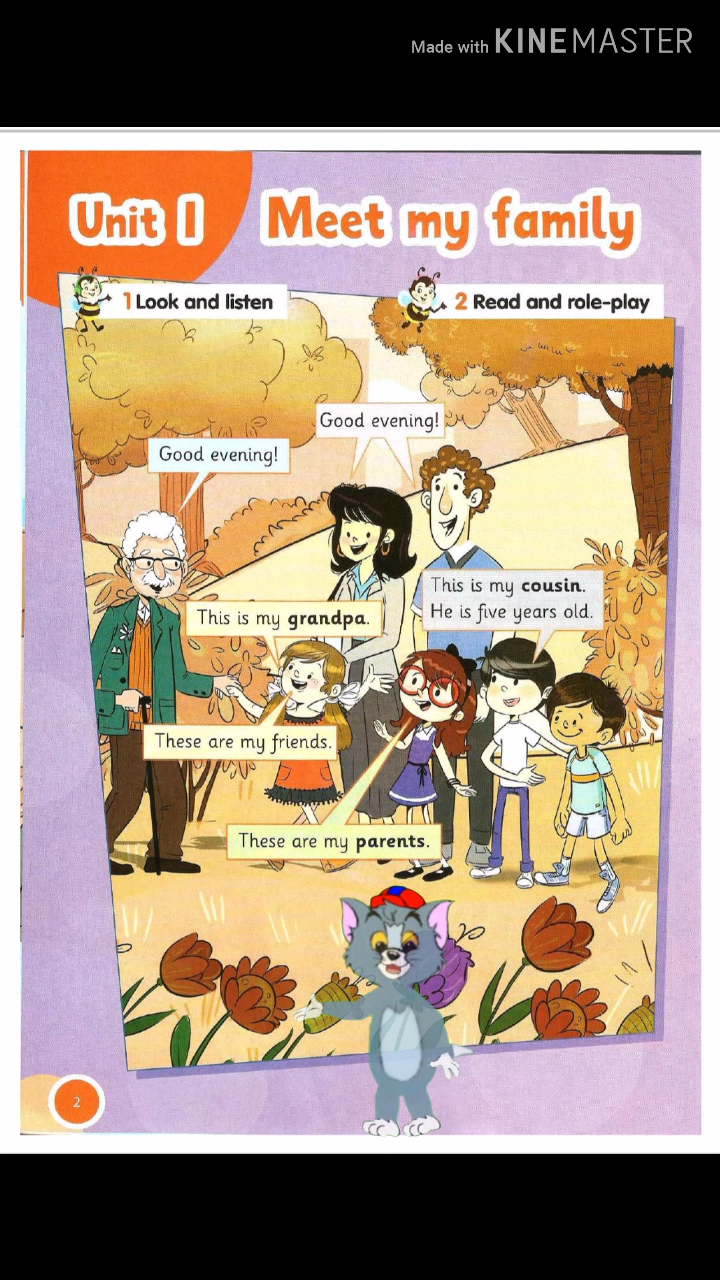 Made with KINEMASTER
Unit 1 Meet my family
1 Look and listen
2 Read and role-play
Good evening!
Good evening!
This is my cousin.
He is five years old.
This is my grandpa.
These are my friends.
These are my parents.
2